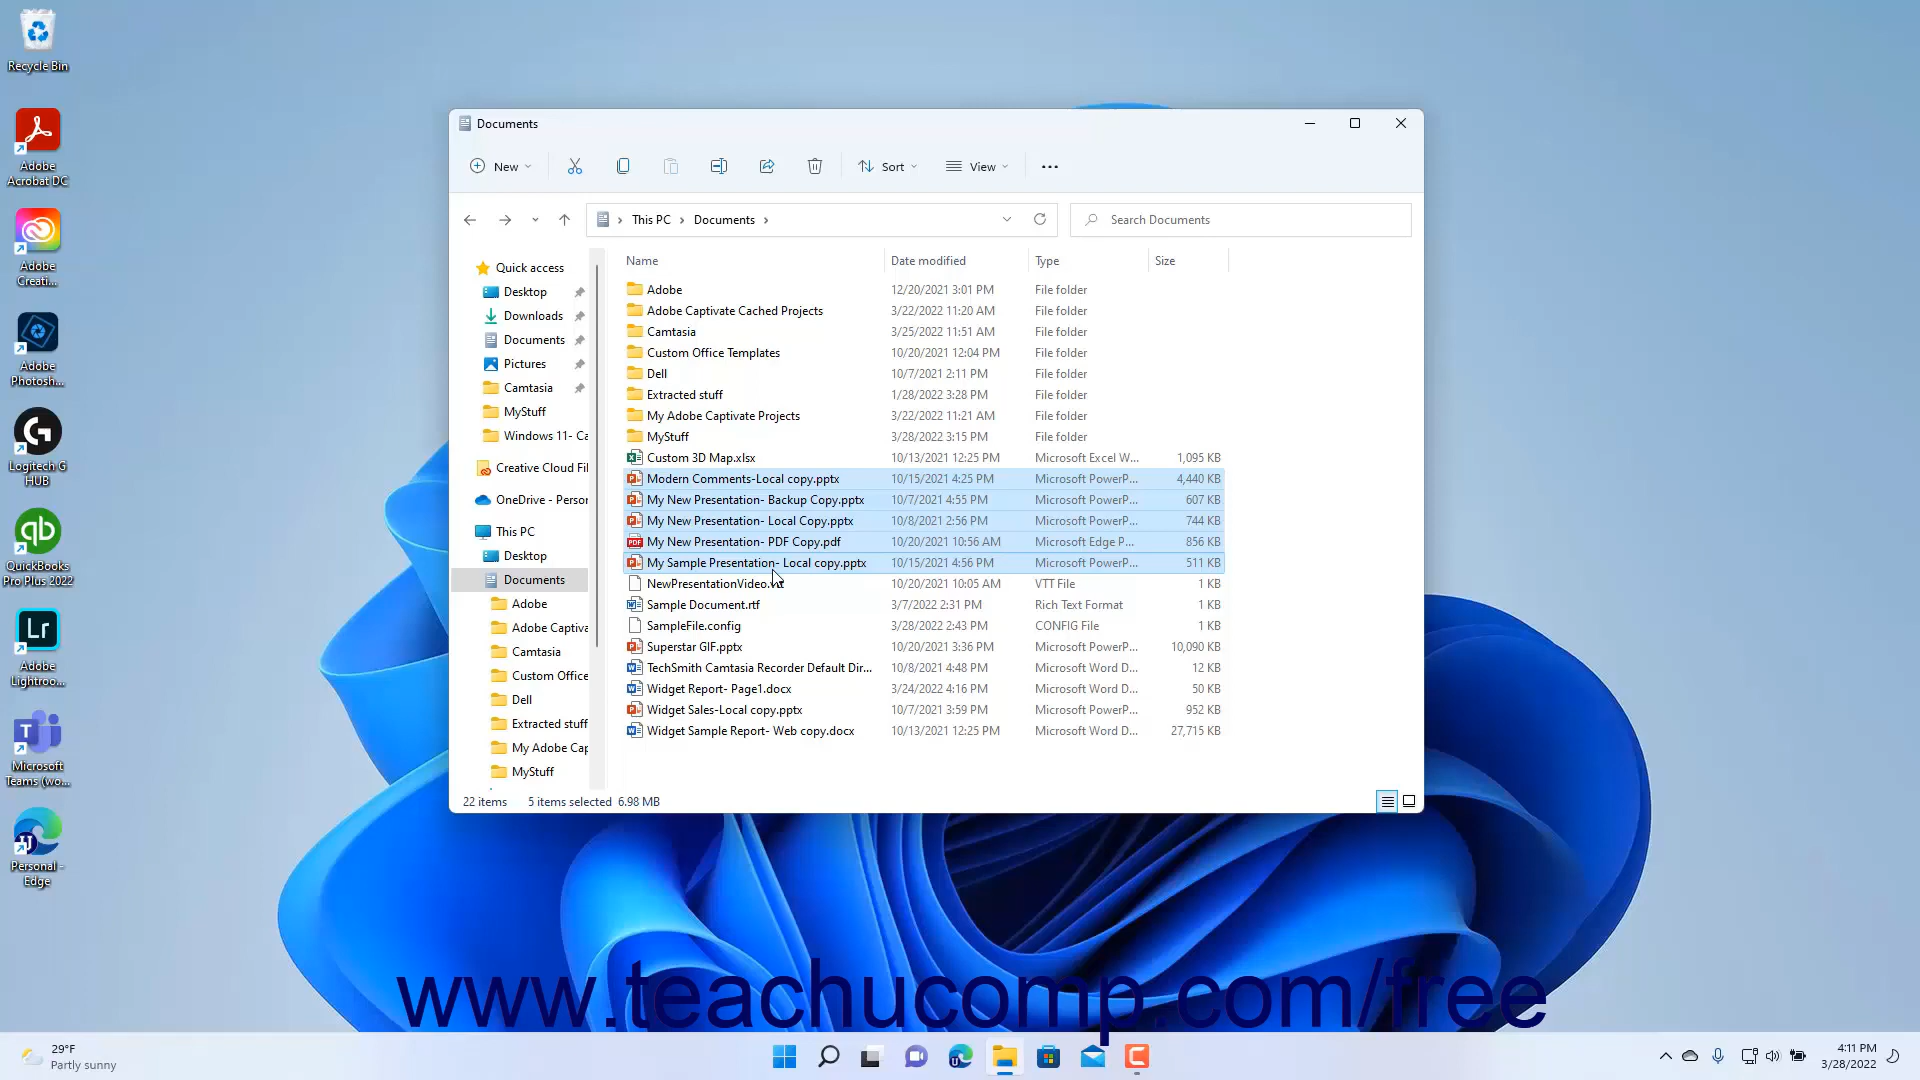 Recycle Bin
Adobe
Acrobat DC
Adobe
Creati...
Adobe
Photosh...
Logitech G
HUB
QuickBooks
Pro Plus 2022
Adobe
Lightroo...
Microsoft
Teams (wo...
Personal -
Edge
Documents
New
Sort
View
This PC > Documents >
Search Documents
Quick access
Desktop
Downloads
Documents
Pictures
Camtasia
MyStuff
Windows 11- Ca
Creative Cloud Fil
OneDrive - Person
This PC
Desktop
Documents
Adobe
Adobe Captiva
Camtasia
Custom Office
Dell
Extracted stuff
My Adobe Cap
MyStuff
Name Date modified Type Size
Adobe 12/20/2021 3:01 PM File folder
Adobe Captivate Cached Projects 3/22/2022 11:20 AM File folder
Camtasia 3/25/2022 11:51 AM File folder
Custom Office Templates 10/20/2021 12:04 PM File folder
Dell 10/7/2021 2:11 PM File folder
Extracted stuff 1/28/2022 3:28 PM File folder
My Adobe Captivate Projects 3/22/2022 11:21 AM File folder
MyStuff 3/28/2022 3:15 PM File folder
Custom 3D Map.xlsx 10/13/2021 12:25 PM Microsoft Excel W... 1,095 KB
Modern Comments-Local copy.pptx 10/15/2021 4:25 PM Microsoft PowerP... 4,440 KB
My New Presentation- Backup Copy.pptx 10/7/2021 4:55 PM Microsoft PowerP... 607 KB
My New Presentation- Local Copy.pptx 10/8/2021 2:56 PM Microsoft PowerP... 744 KB
My New Presentation- PDF Copy.pdf 10/20/2021 10:56 AM Microsoft Edge P... 856 KB
My Sample Presentation- Local copy.pptx 10/15/2021 4:56 PM Microsoft PowerP... 511 KB
NewPresentationVideo.vtt 10/20/2021 10:05 AM VTT File 1 KB
Sample Document.rtf 3/7/2022 2:31 PM Rich Text Format 1 KB
SampleFile.config 3/28/2022 2:43 PM CONFIG File 1 KB
Superstar GIF.pptx 10/20/2021 3:36 PM Microsoft PowerP... 10,090 KB
TechSmith Camtasia Recorder Default Dir... 10/8/2021 4:48 PM Microsoft Word D... 12 KB
Widget Report- Page1.docx 3/24/2022 4:16 PM Microsoft Word D... 50 KB
Widget Sales-Local copy.pptx 10/7/2021 3:59 PM Microsoft PowerP... 952 KB
Widget Sample Report- Web copy.docx 10/13/2021 12:25 PM Microsoft Word D... 27,715 KB
22 items 5 items selected 6.98 MB
www.teachucomp.com/free
29°F
Partly sunny
4:11 PM
3/28/2022